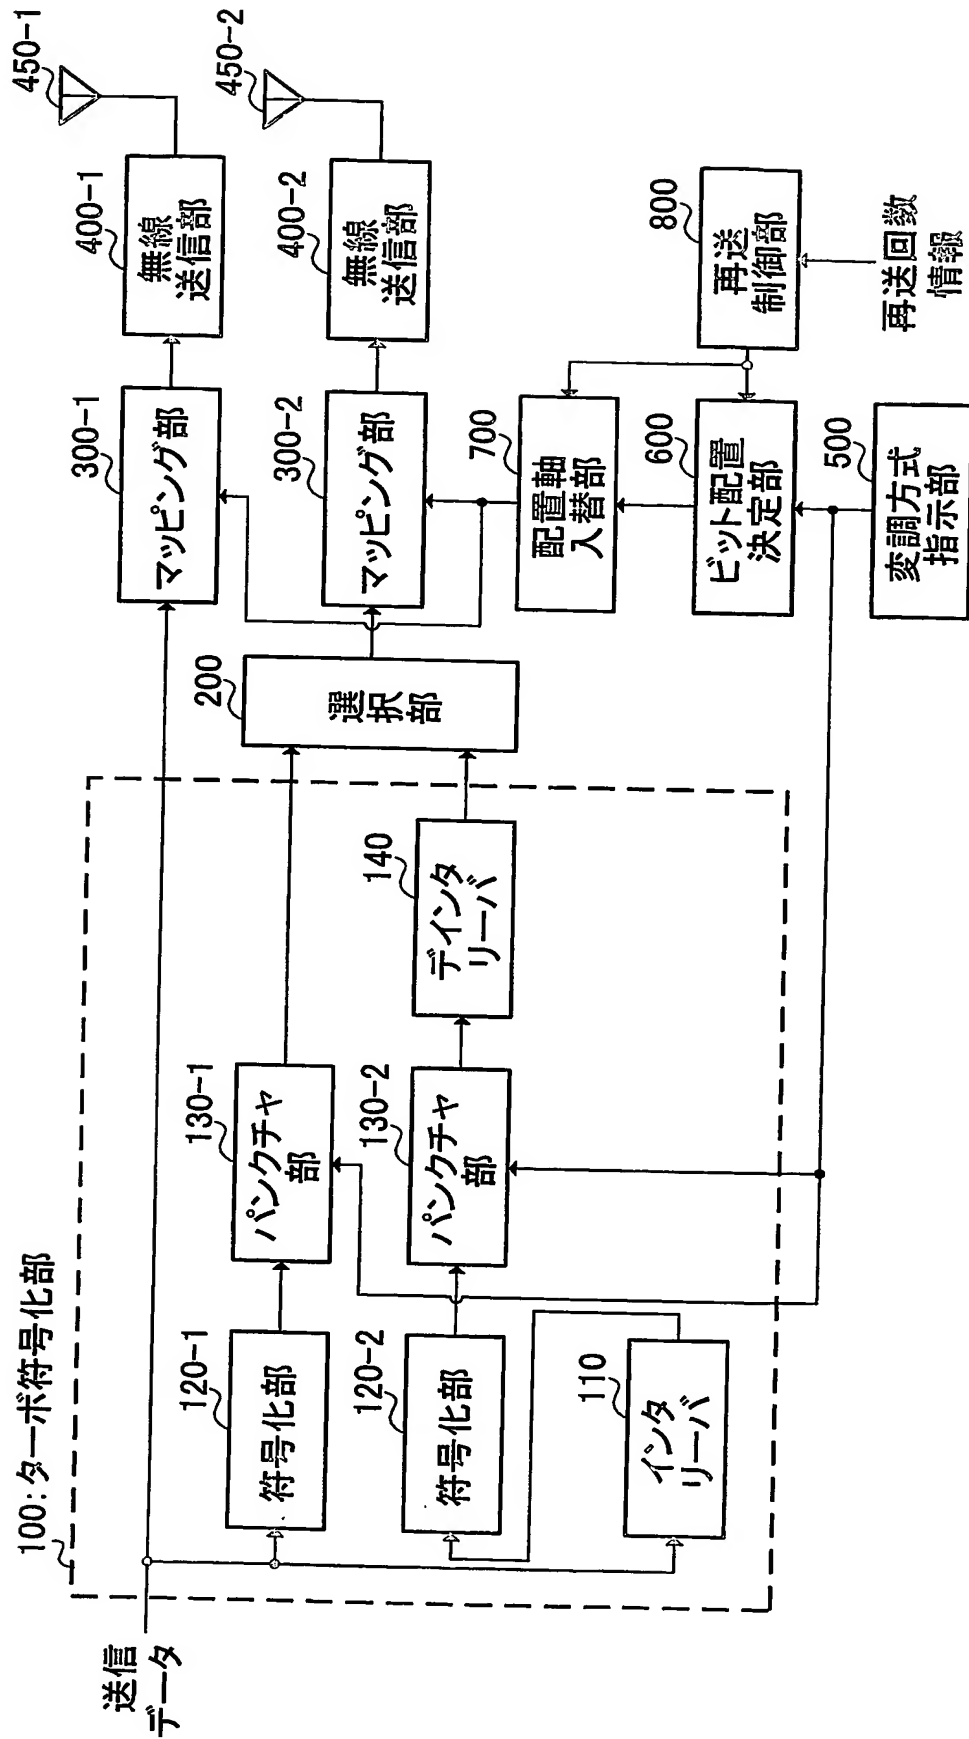 100:ターボ符号化部
送信
データ
120-1
符号化部
130-1
パンクチャ
部
120-2
符号化部
130-2
パンクチャ
部
140
デインタ
リーバ
110
インタ
リーバ
200
選択部
300-1
マッピング部
400-1
無線
送信部
450-1
300-2
マッピング部
400-2
無線
送信部
450-2
700
配置軸
入替部
600
ビット配置
決定部
500
変調方式
指示部
800
再送
制御部
再送回数
情報